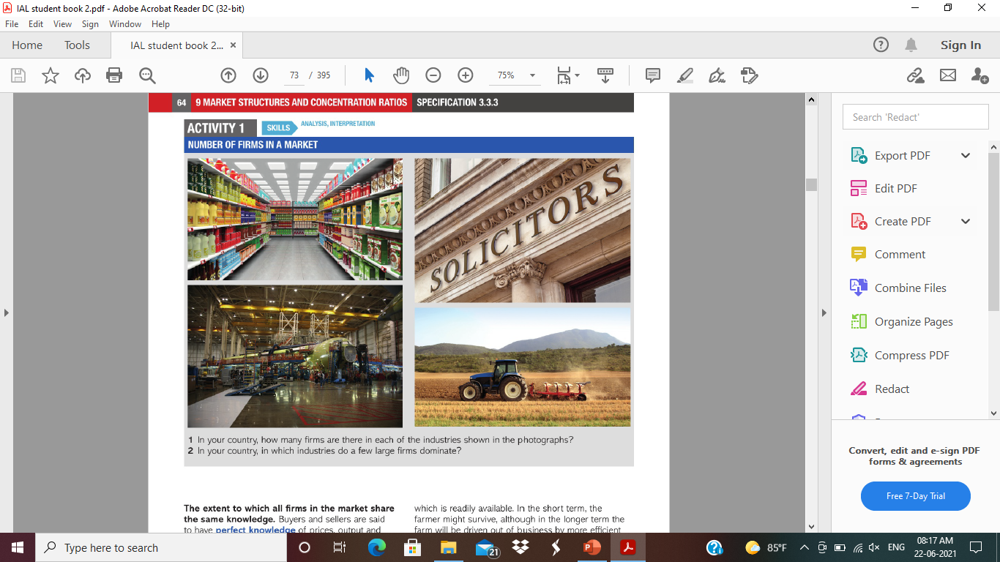 IAL student book 2.pdf - Adobe Acrobat Reader DC (32-bit)
File Edit View Sign Window Help
Home Tools IAL student book 2... × Sign In
73 / 395 75%
64 9 MARKET STRUCTURES AND CONCENTRATION RATIOS SPECIFICATION 3.3.3
ACTIVITY 1 SKILLS ANALYSIS, INTERPRETATION
NUMBER OF FIRMS IN A MARKET
SOLICITORS
1 In your country, how many firms are there in each of the industries shown in the photographs?
2 In your country, in which industries do a few large firms dominate?
The extent to which all firms in the market share
the same knowledge. Buyers and sellers are said
to have perfect knowledge of prices, output and
which is readily available. In the short term, the
farmer might survive, although in the longer term the
farm will be driven out of business by more efficient
Search 'Redact'
Export PDF
Edit PDF
Create PDF
Comment
Combine Files
Organize Pages
Compress PDF
Redact
Convert, edit and e-sign PDF
forms & agreements
Free 7-Day Trial
Type here to search
21
85°F
ENG
08:17 AM
22-06-2021